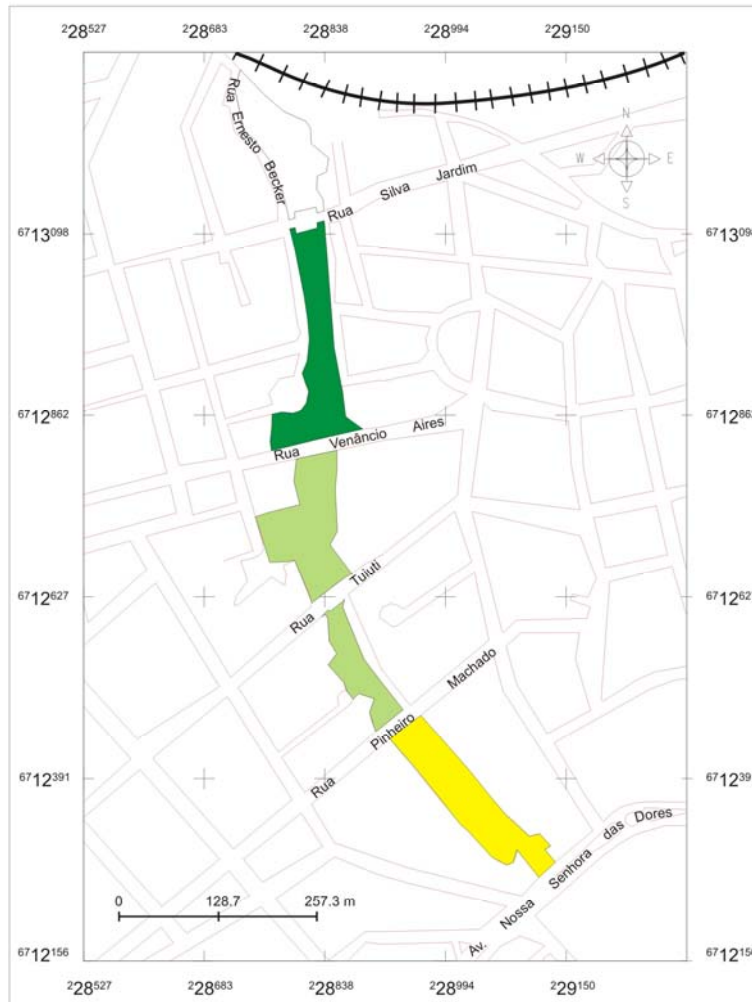 228527 228683 228838 228994 229150
N
W E
S
Rua Ernesto Becker
Rua Silva Jardim
6713098 6713098
6712862 6712862
Rua Venâncio Aires
6712627 671262
Rua Tuiuti
Rua Pinheiro Machado
6712391 671239
Av. Nossa Senhora das Dores
0 128.7 257.3 m
6712156 6712156
228527 228683 228838 228994 229150